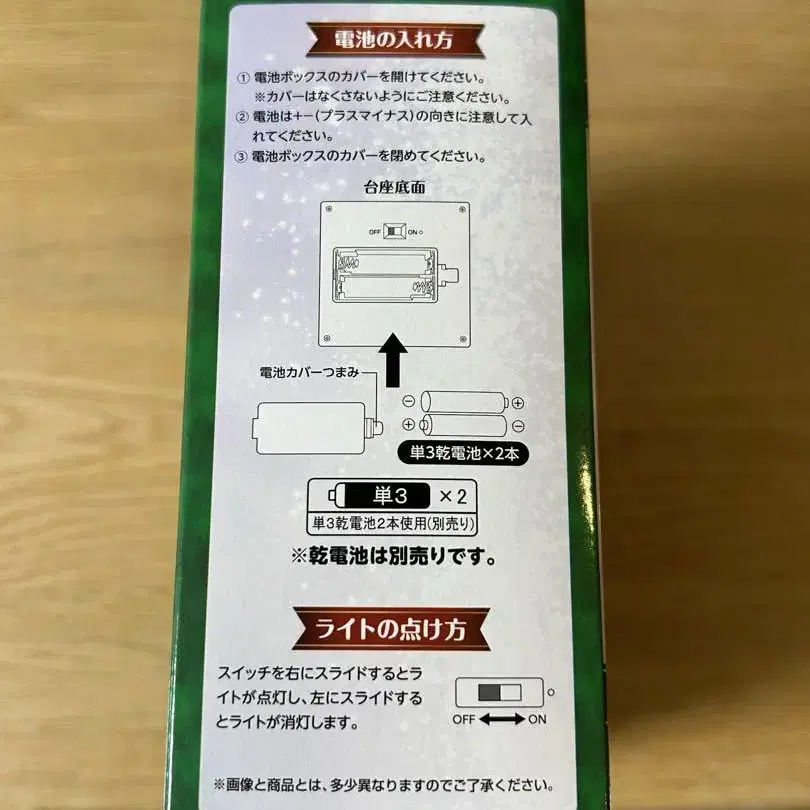 電池の入れ方
① 電池ボックスのカバーを開けてください。
※カバーはなくさないようにご注意ください。
② 電池は+-(プラスマイナス)の向きに注意して入
れてください。
③ 電池ボックスのカバーを閉めてください。
台座底面
OFF ON
電池カバーつまみ
⊖ ⊕
⊕ ⊖
単3乾電池×2本
単3 ×2
単3乾電池2本使用(別売り)
※乾電池は別売りです。
ライトの点け方
スイッチを右にスライドするとラ
イトが点灯し、左にスライドする
とライトが消灯します。
OFF ON
※画像と商品とは、多少異なりますのでご了承ください。